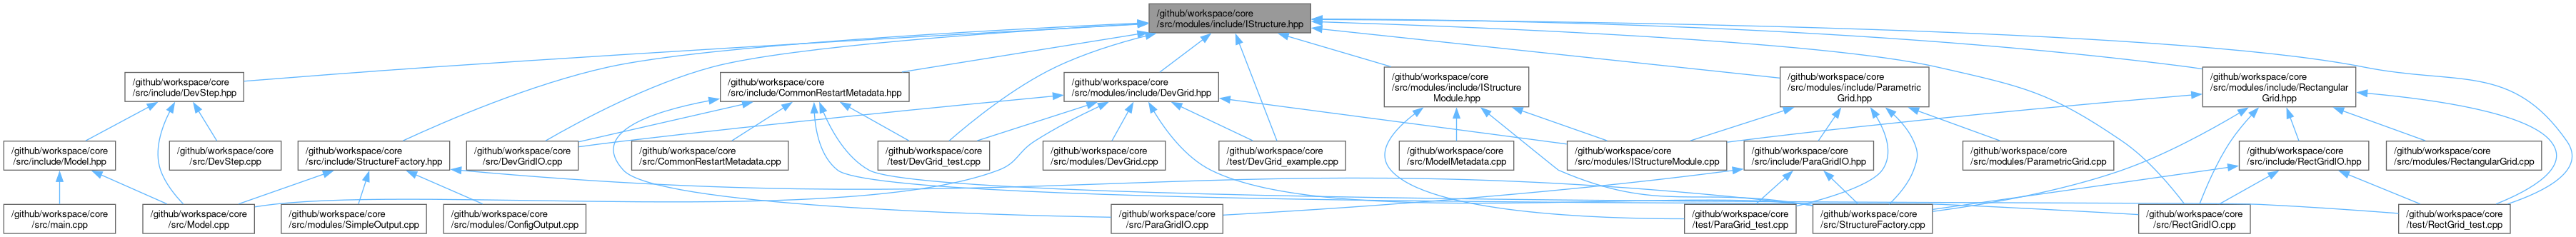 /github/workspace/core
/src/modules/include/IStructure.hpp
/github/workspace/core
/src/include/DevStep.hpp
/github/workspace/core
/src/include/CommonRestartMetadata.hpp
/github/workspace/core
/src/modules/include/DevGrid.hpp
/github/workspace/core
/src/modules/include/IStructure
Module.hpp
/github/workspace/core
/src/modules/include/Parametric
Grid.hpp
/github/workspace/core
/src/modules/include/Rectangular
Grid.hpp
/github/workspace/core
/src/include/Model.hpp
/github/workspace/core
/src/DevStep.cpp
/github/workspace/core
/src/include/StructureFactory.hpp
/github/workspace/core
/src/DevGridIO.cpp
/github/workspace/core
/src/CommonRestartMetadata.cpp
/github/workspace/core
/test/DevGrid_test.cpp
/github/workspace/core
/src/modules/DevGrid.cpp
/github/workspace/core
/test/DevGrid_example.cpp
/github/workspace/core
/src/ModelMetadata.cpp
/github/workspace/core
/src/modules/IStructureModule.cpp
/github/workspace/core
/src/include/ParaGridIO.hpp
/github/workspace/core
/src/modules/ParametricGrid.cpp
/github/workspace/core
/src/include/RectGridIO.hpp
/github/workspace/core
/src/modules/RectangularGrid.cpp
/github/workspace/core
/src/main.cpp
/github/workspace/core
/src/Model.cpp
/github/workspace/core
/src/modules/SimpleOutput.cpp
/github/workspace/core
/src/modules/ConfigOutput.cpp
/github/workspace/core
/src/ParaGridIO.cpp
/github/workspace/core
/test/ParaGrid_test.cpp
/github/workspace/core
/src/StructureFactory.cpp
/github/workspace/core
/src/RectGridIO.cpp
/github/workspace/core
/test/RectGrid_test.cpp